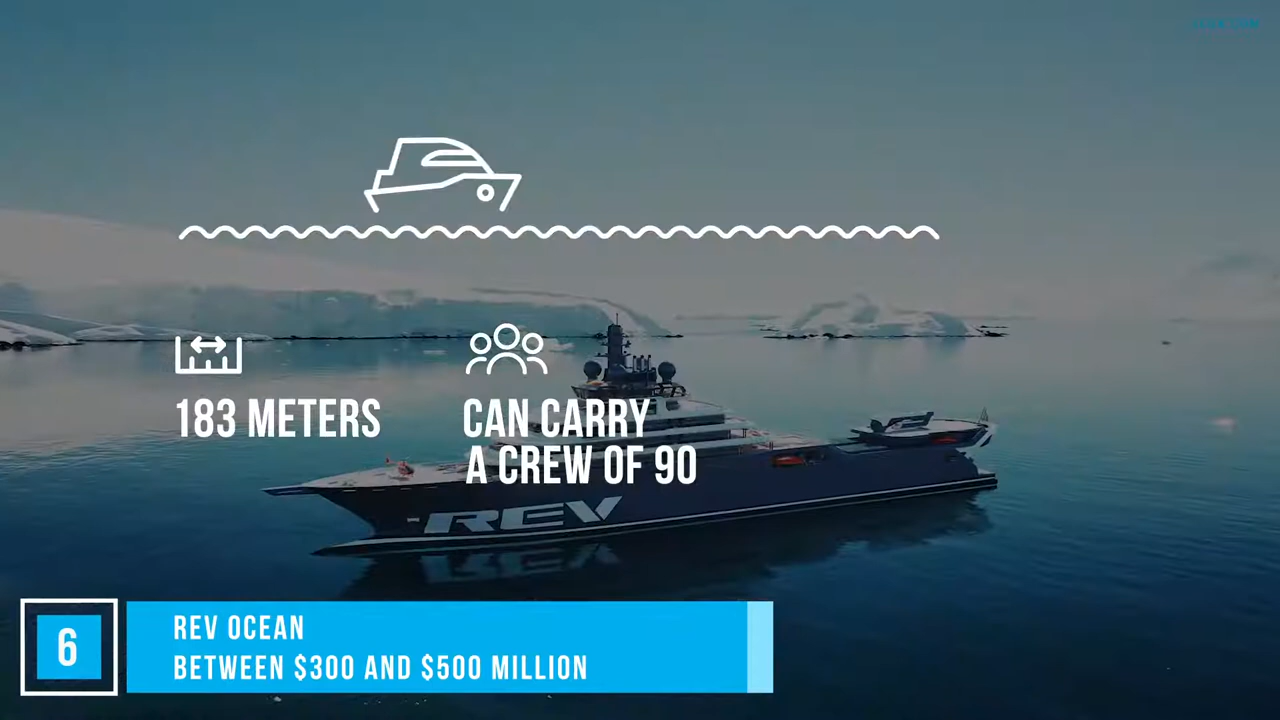 183 METERS
CAN CARRY
A CREW OF 90
REV
6
REV OCEAN
BETWEEN $300 AND $500 MILLION